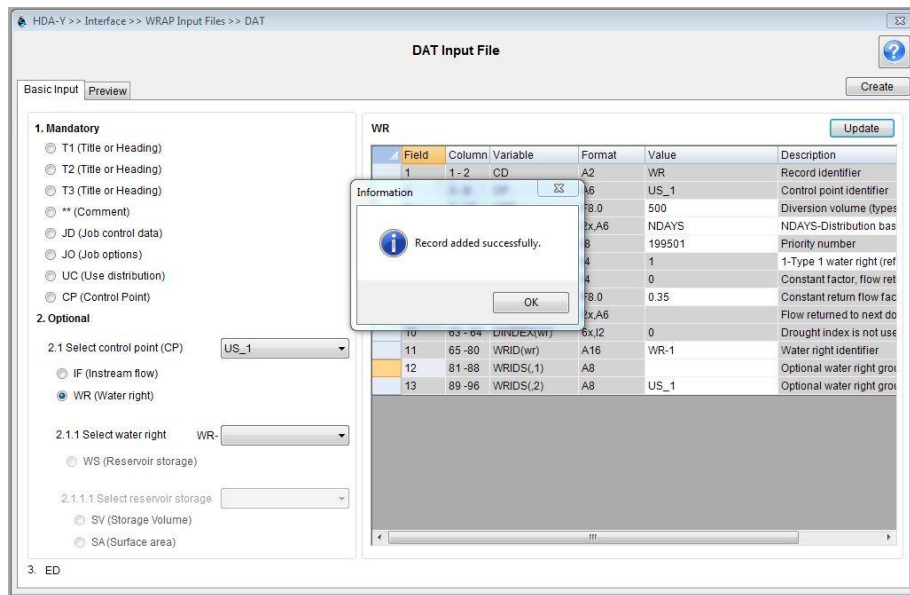 HDA-Y >> Interface >> WRAP Input Files >> DAT
DAT Input File
Basic Input Preview
Create
1. Mandatory
T1 (Title or Heading)
T2 (Title or Heading)
T3 (Title or Heading)
** (Comment)
JD (Job control data)
JO (Job options)
UC (Use distribution)
CP (Control Point)
2. Optional
2.1 Select control point (CP) US_1
IF (Instream flow)
WR (Water right)
2.1.1 Select water right WR-
WS (Reservoir storage)
2.1.1.1 Select reservoir storage
SV (Storage Volume)
SA (Surface area)
3. ED
WR
Update
Field Column Variable Format Value Description
1 1 - 2 CD A2 WR Record identifier
A6 US_1 Control point identifier
F8.0 500 Diversion volume (types
2x,A6 NDAYS NDAYS-Distribution bas
199501 Priority number
1 1-Type 1 water right (ref
0 Constant factor, flow ret
F8.0 0.35 Constant return flow fac
2x,A6 Flow returned to next do
10 63 - 64 DINDEX(wr) 6x,I2 0 Drought index is not use
11 65 -80 WRID(wr) A16 WR-1 Water right identifier
12 81 -88 WRIDS(,1) A8 Optional water right grou
13 89 -96 WRIDS(,2) A8 US_1 Optional water right grou
Information
Record added successfully.
OK